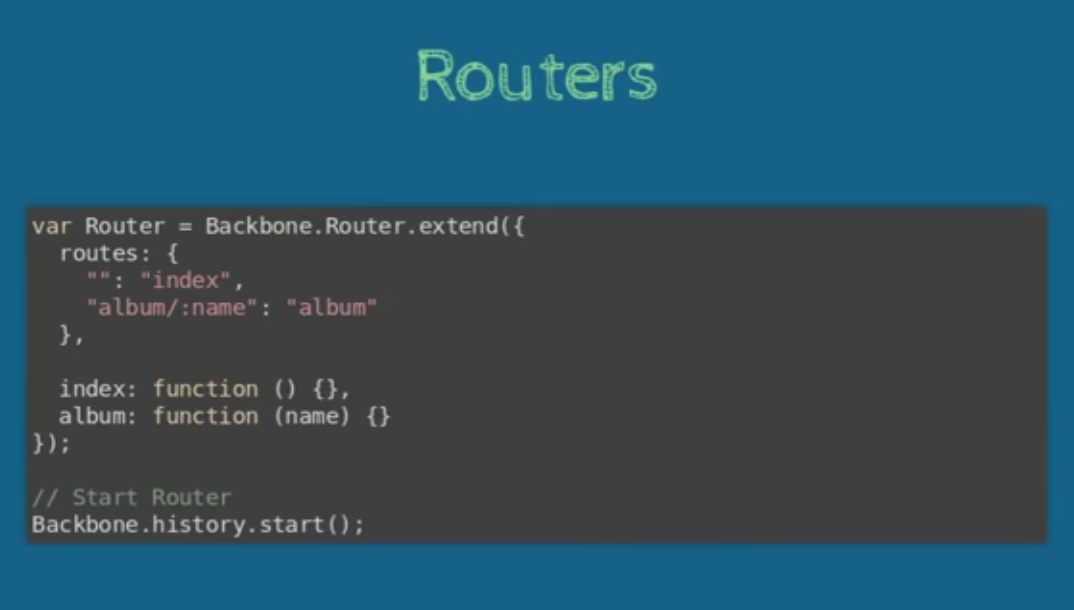 Routers
var Router = Backbone.Router.extend({
  routes: {
    "": "index",
    "album/:name": "album"
  },

  index: function () {},
  album: function (name) {}
});

// Start Router
Backbone.history.start();